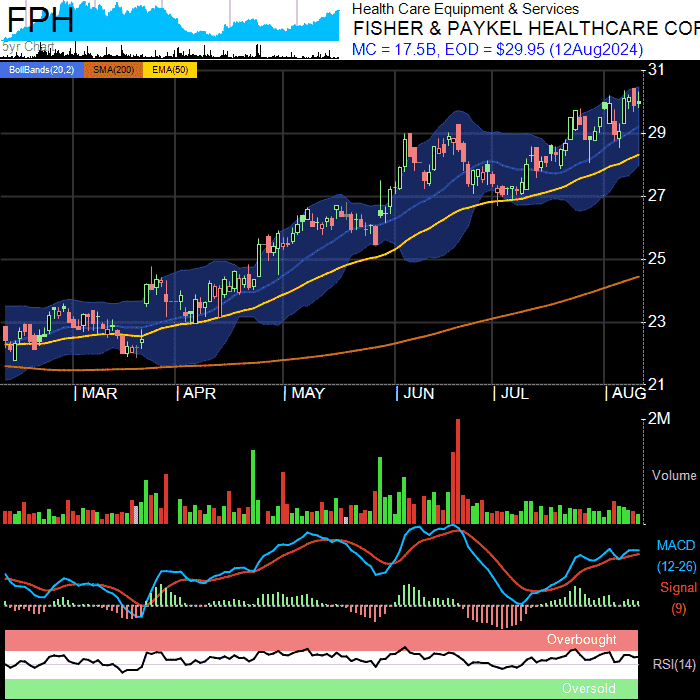 FPH
5yr Chart
Health Care Equipment & Services
FISHER & PAYKEL HEALTHCARE COR
MC = 17.5B, EOD = $29.95 (12Aug2024)
BollBands(20,2) SMA(200) EMA(50)
31
29
27
25
23
21
MAR APR MAY JUN JUL AUG
2M
Volume
MACD
(12-26)
Signal
(9)
Overbought
RSI(14)
Oversold